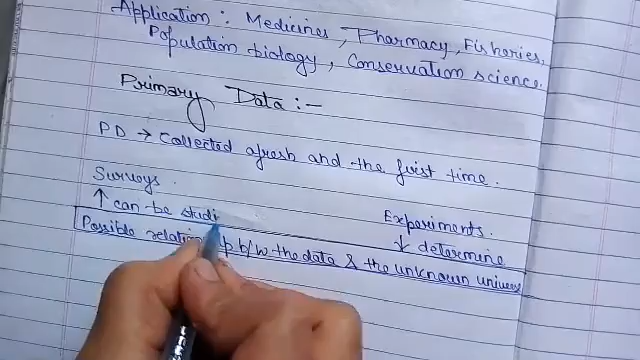 Application : Medicines, Pharmacy, Fisheries,
Population biology, Conservation science.
Primary Data :-
PD → Collected afresh and the first time.
Surveys. Experiments.
↑ can be studi ↓ determine
Possible relation p b/w the data & the unknown univers